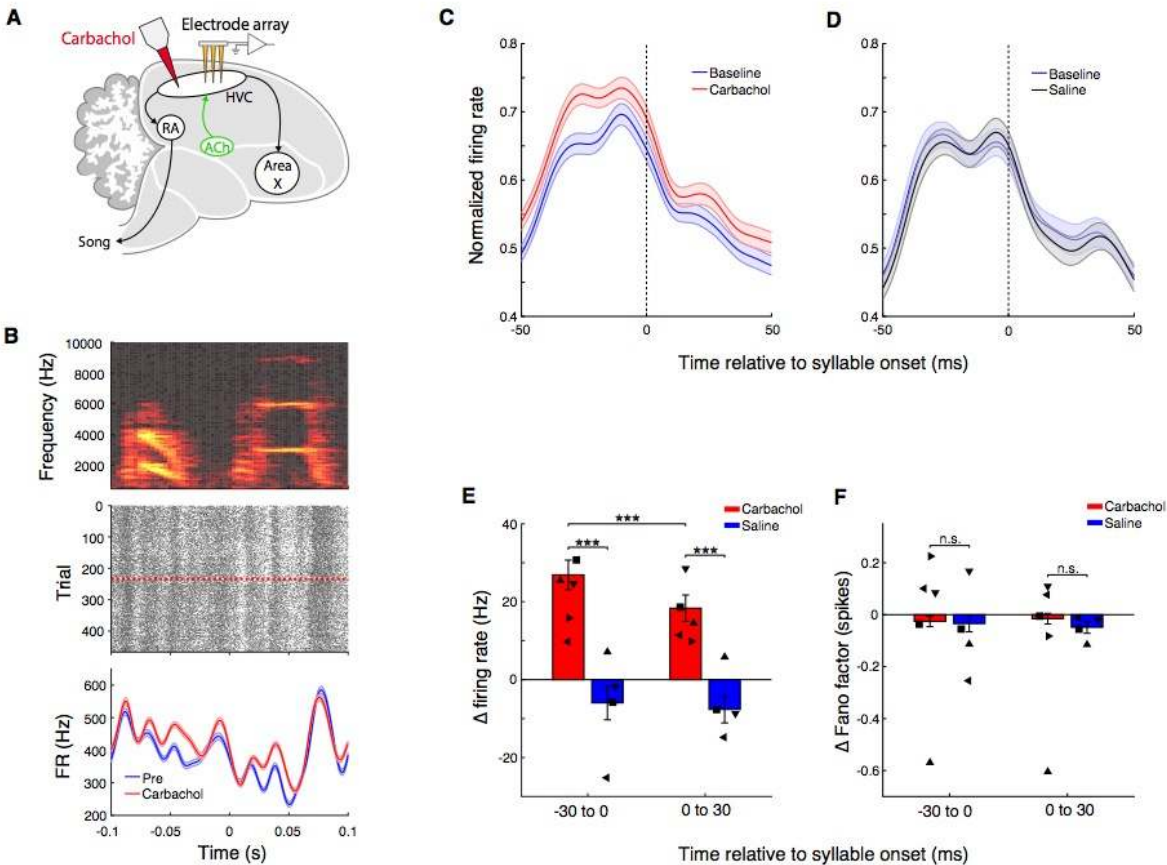 A
Carbachol
Electrode array
HVC
RA
ACh
Area
X
Song
B
Frequency (Hz)
10000
8000
6000
4000
2000
Trial
0
100
200
300
400
FR (Hz)
600
500
400
300
200
Pre
Carbachol
-0.1 -0.05 0 0.05 0.1
Time (s)
C
Normalized firing rate
0.8
0.7
0.6
0.5
0.4
Baseline
Carbachol
-50 0 50
D
0.8
0.7
0.6
0.5
0.4
Baseline
Saline
-50 0 50
Time relative to syllable onset (ms)
E
Δ firing rate (Hz)
40
20
0
-20
Carbachol
Saline
***
*** ***
-30 to 0 0 to 30
F
Δ Fano factor (spikes)
0.2
0
-0.2
-0.4
-0.6
Carbachol
Saline
n.s.
n.s.
-30 to 0 0 to 30
Time relative to syllable onset (ms)